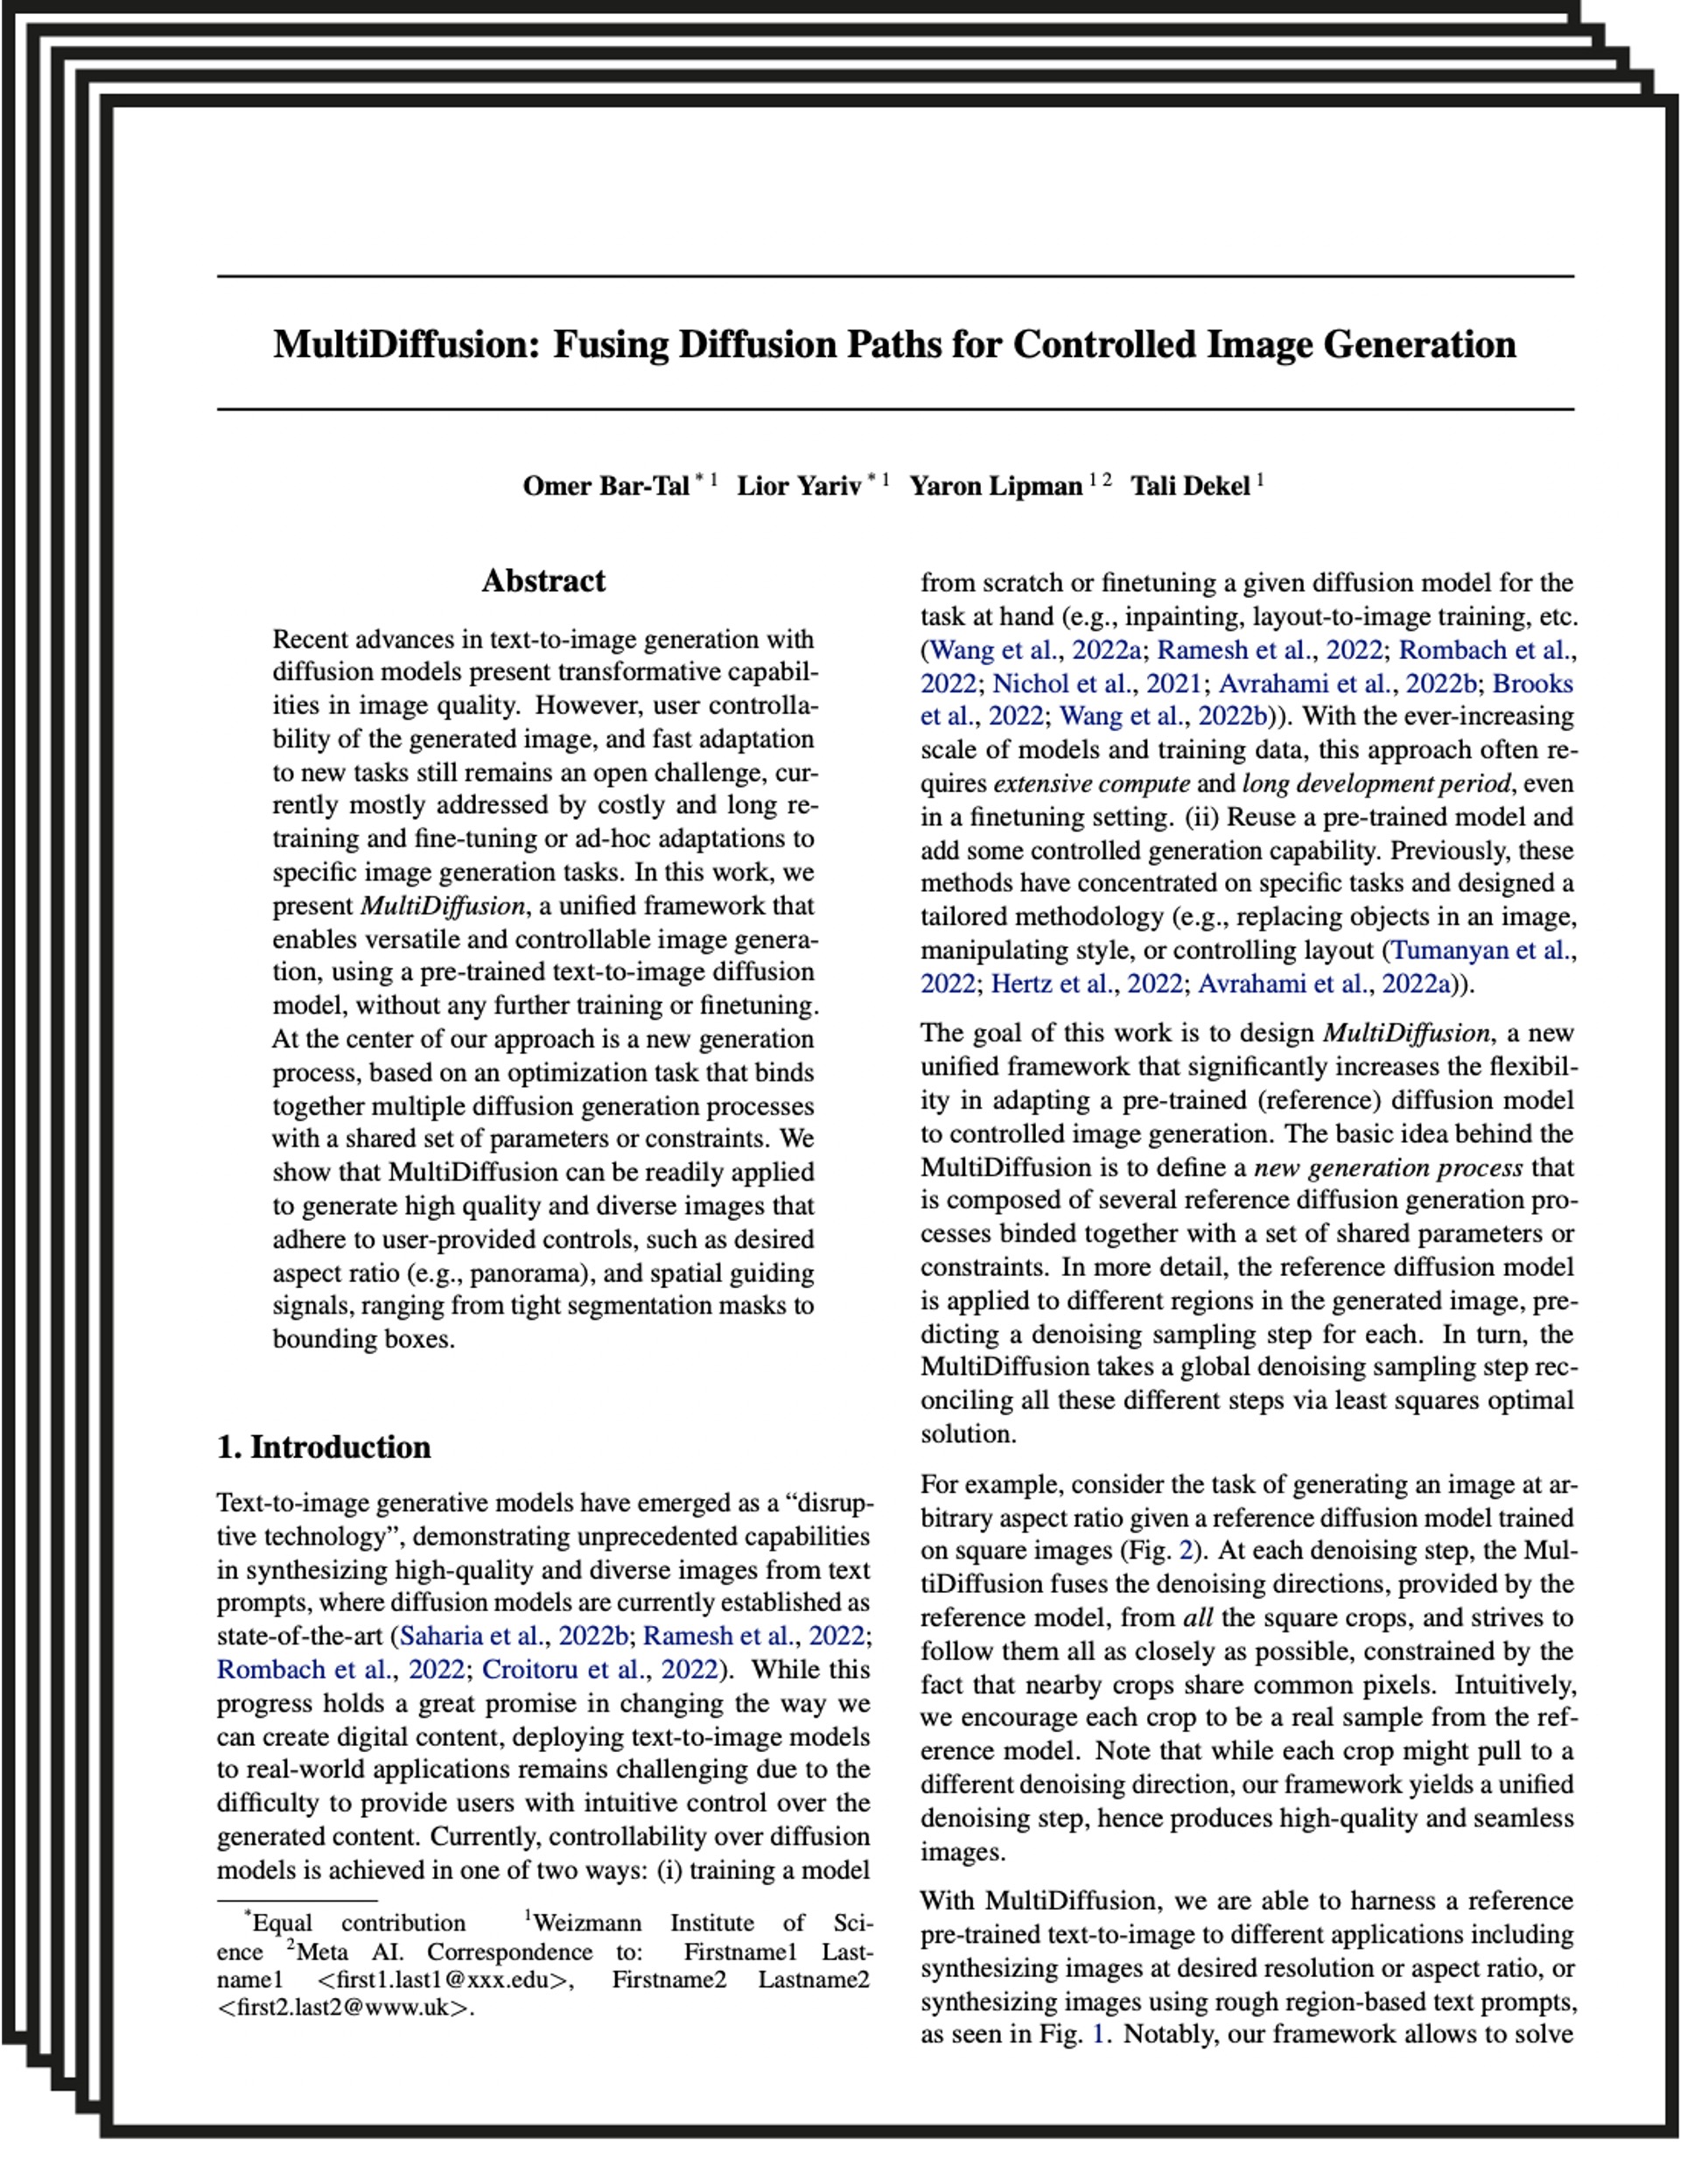 MultiDiffusion: Fusing Diffusion Paths for Controlled Image Generation
Omer Bar-Tal * 1 Lior Yariv * 1 Yaron Lipman 1 2 Tali Dekel 1
Abstract
Recent advances in text-to-image generation with
diffusion models present transformative capabil-
ities in image quality. However, user controlla-
bility of the generated image, and fast adaptation
to new tasks still remains an open challenge, cur-
rently mostly addressed by costly and long re-
training and fine-tuning or ad-hoc adaptations to
specific image generation tasks. In this work, we
present MultiDiffusion, a unified framework that
enables versatile and controllable image genera-
tion, using a pre-trained text-to-image diffusion
model, without any further training or finetuning.
At the center of our approach is a new generation
process, based on an optimization task that binds
together multiple diffusion generation processes
with a shared set of parameters or constraints. We
show that MultiDiffusion can be readily applied
to generate high quality and diverse images that
adhere to user-provided controls, such as desired
aspect ratio (e.g., panorama), and spatial guiding
signals, ranging from tight segmentation masks to
bounding boxes.
1. Introduction
Text-to-image generative models have emerged as a “disrup-
tive technology”, demonstrating unprecedented capabilities
in synthesizing high-quality and diverse images from text
prompts, where diffusion models are currently established as
state-of-the-art (Saharia et al., 2022b; Ramesh et al., 2022;
Rombach et al., 2022; Croitoru et al., 2022). While this
progress holds a great promise in changing the way we
can create digital content, deploying text-to-image models
to real-world applications remains challenging due to the
difficulty to provide users with intuitive control over the
generated content. Currently, controllability over diffusion
models is achieved in one of two ways: (i) training a model
*Equal contribution 1Weizmann Institute of Sci-
ence 2Meta AI. Correspondence to: Firstname1 Last-
name1 <first1.last1@xxx.edu>, Firstname2 Lastname2
<first2.last2@www.uk>.
from scratch or finetuning a given diffusion model for the
task at hand (e.g., inpainting, layout-to-image training, etc.
(Wang et al., 2022a; Ramesh et al., 2022; Rombach et al.,
2022; Nichol et al., 2021; Avrahami et al., 2022b; Brooks
et al., 2022; Wang et al., 2022b)). With the ever-increasing
scale of models and training data, this approach often re-
quires extensive compute and long development period, even
in a finetuning setting. (ii) Reuse a pre-trained model and
add some controlled generation capability. Previously, these
methods have concentrated on specific tasks and designed a
tailored methodology (e.g., replacing objects in an image,
manipulating style, or controlling layout (Tumanyan et al.,
2022; Hertz et al., 2022; Avrahami et al., 2022a)).
The goal of this work is to design MultiDiffusion, a new
unified framework that significantly increases the flexibil-
ity in adapting a pre-trained (reference) diffusion model
to controlled image generation. The basic idea behind the
MultiDiffusion is to define a new generation process that
is composed of several reference diffusion generation pro-
cesses binded together with a set of shared parameters or
constraints. In more detail, the reference diffusion model
is applied to different regions in the generated image, pre-
dicting a denoising sampling step for each. In turn, the
MultiDiffusion takes a global denoising sampling step rec-
onciling all these different steps via least squares optimal
solution.
For example, consider the task of generating an image at ar-
bitrary aspect ratio given a reference diffusion model trained
on square images (Fig. 2). At each denoising step, the Mul-
tiDiffusion fuses the denoising directions, provided by the
reference model, from all the square crops, and strives to
follow them all as closely as possible, constrained by the
fact that nearby crops share common pixels. Intuitively,
we encourage each crop to be a real sample from the ref-
erence model. Note that while each crop might pull to a
different denoising direction, our framework yields a unified
denoising step, hence produces high-quality and seamless
images.
With MultiDiffusion, we are able to harness a reference
pre-trained text-to-image to different applications including
synthesizing images at desired resolution or aspect ratio, or
synthesizing images using rough region-based text prompts,
as seen in Fig. 1. Notably, our framework allows to solve